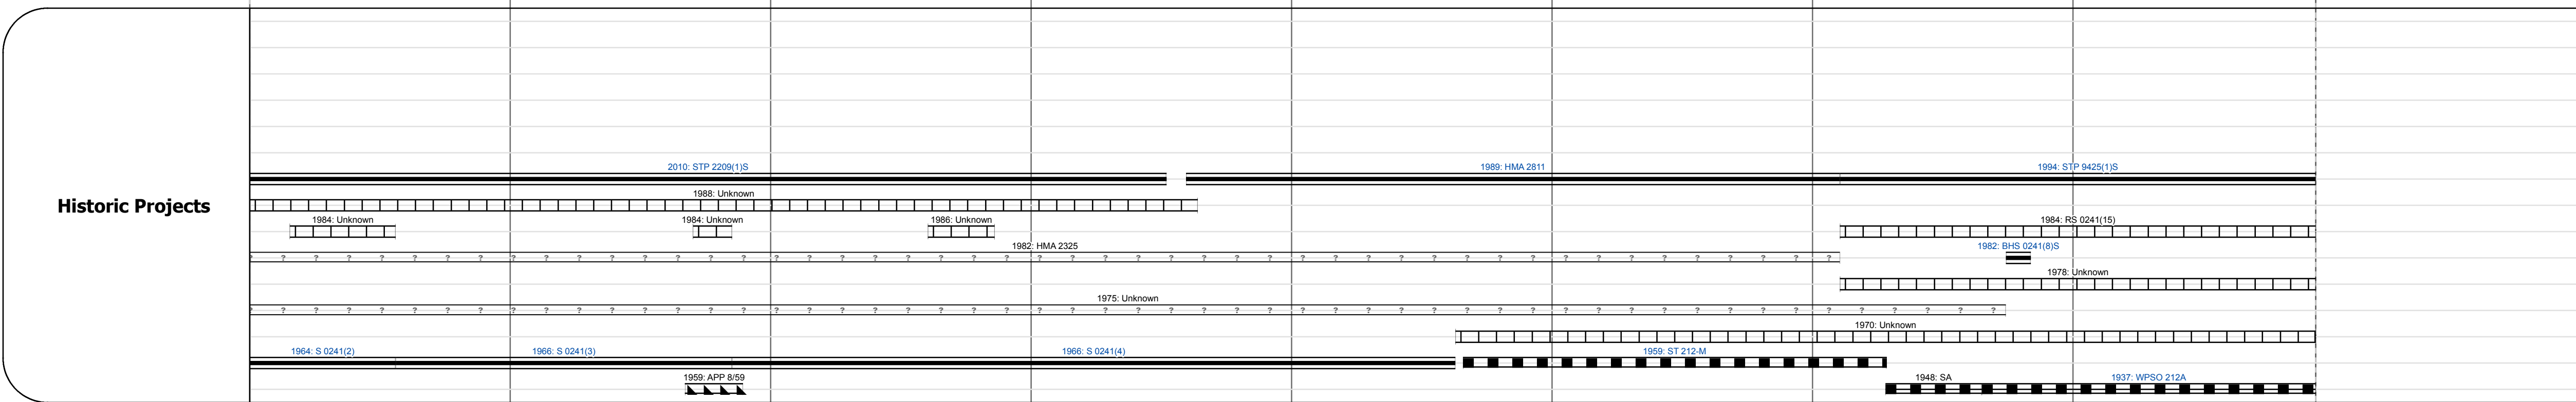 2010: STP 2209(1)S 1989: HMA 2811 1994: STP 9425(1)S
1988: Unknown
Historic Projects
1984: Unknown 1984: Unknown 1986: Unknown 1984: RS 0241(15)
1982: HMA 2325 1982: BHS 0241(8)S
? ? ? ? ? ? ? ? ? ? ? ? ? ? ? ? ? ? ? ? ? ? ? ? ? ? ? ? ? ? ? ? ? ? ? ? ? ? ? ? ? ? ? ? ? ? ? ? ?
1978: Unknown
1975: Unknown
? ? ? ? ? ? ? ? ? ? ? ? ? ? ? ? ? ? ? ? ? ? ? ? ? ? ? ? ? ? ? ? ? ? ? ? ? ? ? ? ? ? ? ? ? ? ? ? ? ? ? ? ? ?
1970: Unknown
1964: S 0241(2) 1966: S 0241(3) 1966: S 0241(4) 1959: ST 212-M
1959: APP 8/59 1948: SA 1937: WPSO 212A